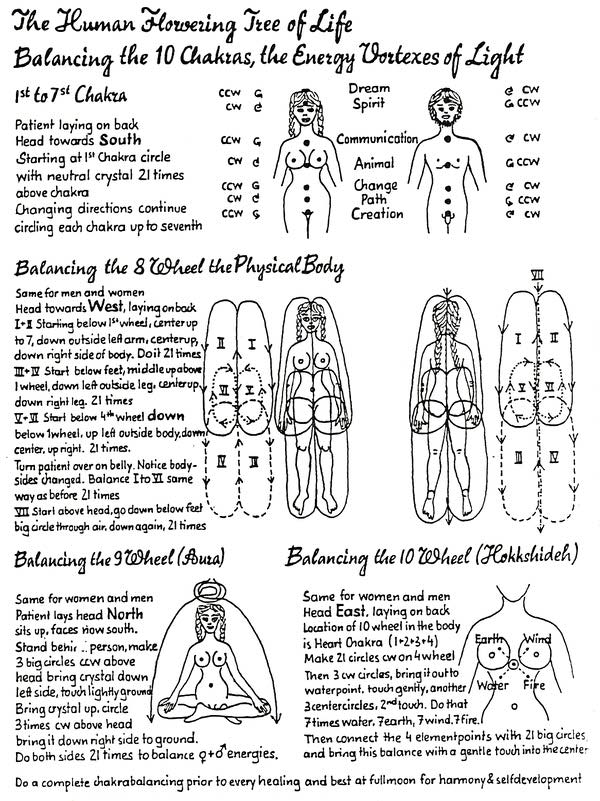 The Human Flowering Tree of Life
Balancing the 10 Chakras, the Energy Vortexes of Light
1st to 7st Chakra
Patient laying on back
Head towards South
Starting at 1st Chakra circle
with neutral crystal 21 times
above chakra
Changing directions continue
circling each chakra up to seventh
CCW Dream CW
CW Spirit CCW
CCW Communication CW
CW Animal CCW
CCW Change CW
CW Path CCW
CCW Creation CW
Balancing the 8 Wheel the Physical Body
Same for men and women
Head towards West, laying on back
I+II Starting below 1st wheel, center up
to 7, down outside left arm, center up,
down right side of body. Do it 21 times
III+IV Start below feet, middle up above
1 wheel, down left outside leg, center up,
down right leg. 21 times
V+VI Start below 4th wheel down
below 1 wheel, up left outside body, down
center, up right. 21 times.
Turn patient over on belly. Notice body-
sides changed. Balance I to VI same
way as before 21 times
VII Start above head, go down below feet
big circle through air, down again, 21 times
II I
VI V
IV III
VII
I II
V VI
IV III
Balancing the 9 Wheel (Aura)
Same for women and men
Patient lays head North
sits up, faces now south.
Stand behin .. person, make
3 big circles ccw above
head bring crystal down
left side, touch lightly ground
Bring crystal up, circle
3 times cw above head
bring it down right side to ground.
Do both sides 21 times to balance ♀+♂ energies.
Balancing the 10 Wheel (Hokkshideh)
Same for women and men
Head East, laying on back
Location of 10 wheel in the body
is Heart Chakra (1+2+3+4)
Make 21 circles cw on 4 wheel
Then 3 cw circles, bring it out to
waterpoint, touch gently, another
3 centercircles, 2nd touch. Do that
7 times water, 7 earth, 7 wind, 7 fire.
Then connect the 4 elementpoints with 21 big circles
and bring this balance with a gentle touch into the center
Earth Wind
Water Fire
Do a complete chakrabalancing prior to every healing and best at fullmoon for harmony & selfdevelopment